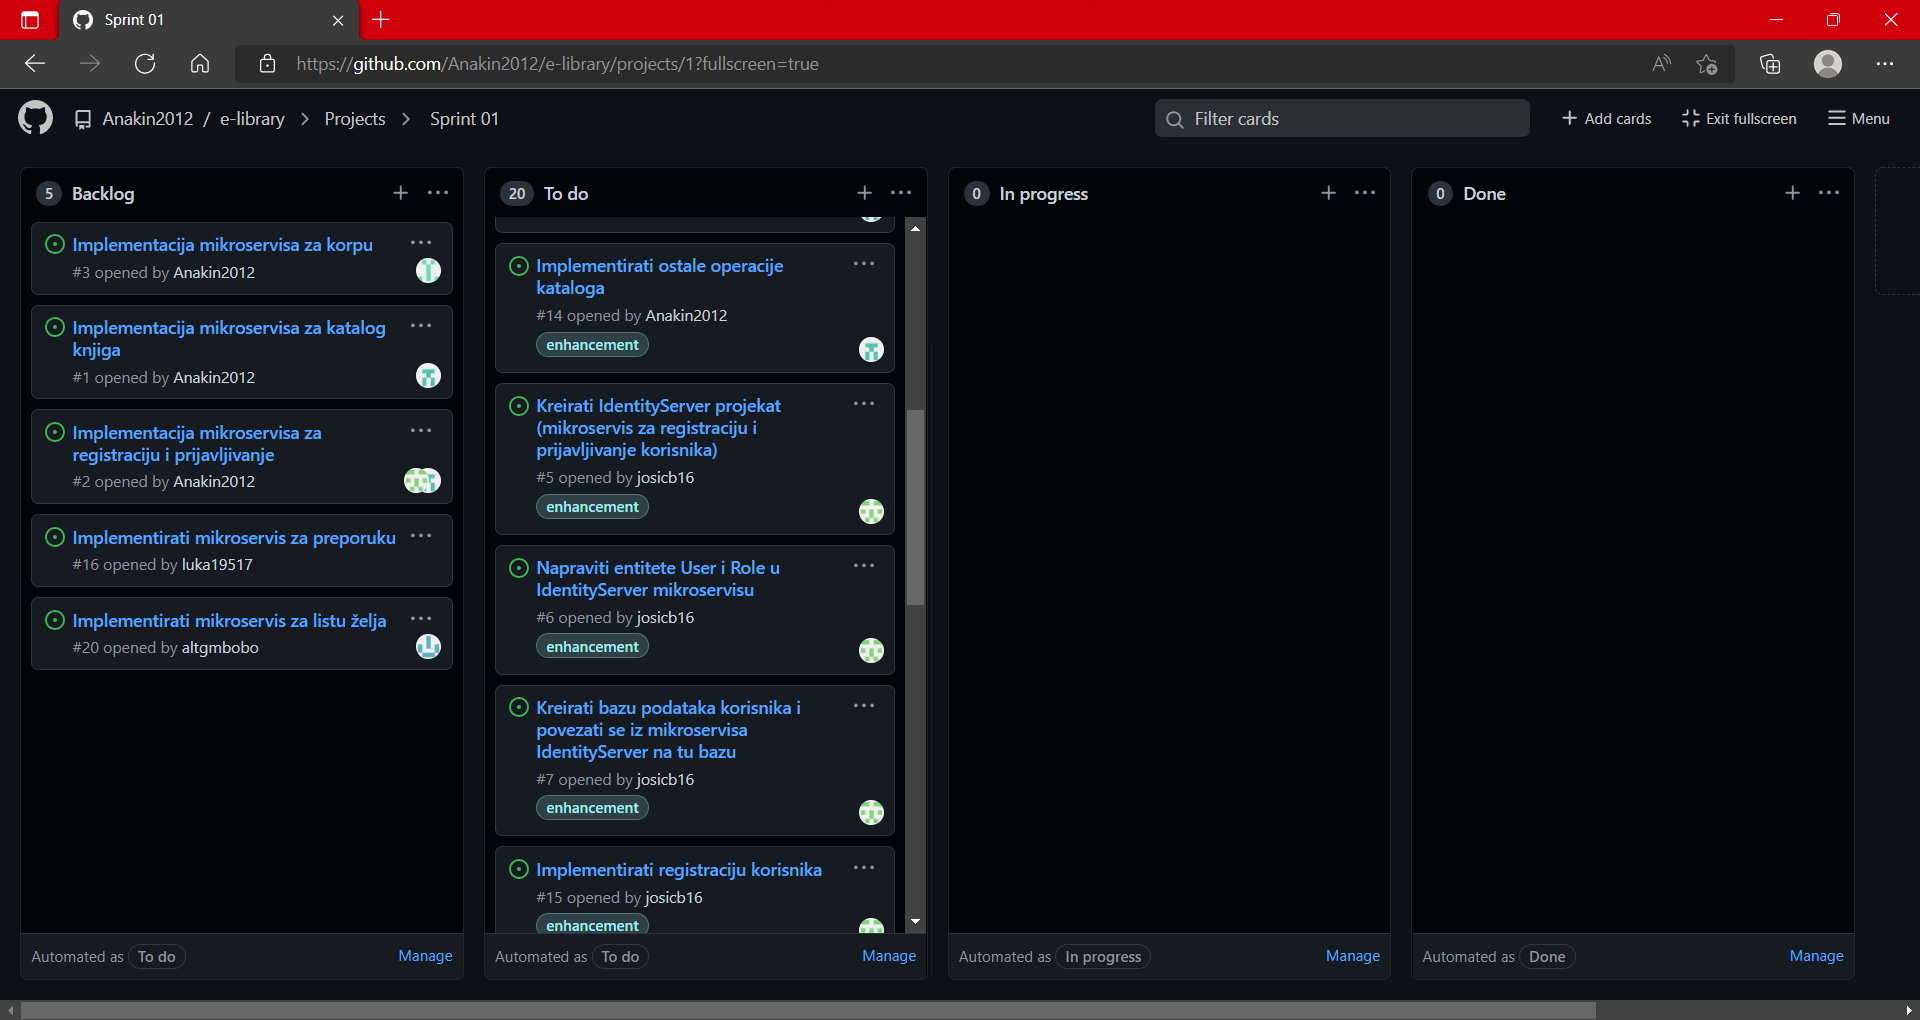 Sprint 01
https://github.com/Anakin2012/e-library/projects/1?fullscreen=true
Anakin2012 / e-library > Projects > Sprint 01
Filter cards
Add cards
Exit fullscreen
Menu
5 Backlog
Implementacija mikroservisa za korpu
#3 opened by Anakin2012
Implementacija mikroservisa za katalog
knjiga
#1 opened by Anakin2012
Implementacija mikroservisa za
registraciju i prijavljivanje
#2 opened by Anakin2012
Implementirati mikroservis za preporuku
#16 opened by luka19517
Implementirati mikroservis za listu želja
#20 opened by altgmbobo
Automated as To do Manage
20 To do
Implementirati ostale operacije
kataloga
#14 opened by Anakin2012
enhancement
Kreirati IdentityServer projekat
(mikroservis za registraciju i
prijavljivanje korisnika)
#5 opened by josicb16
enhancement
Napraviti entitete User i Role u
IdentityServer mikroservisu
#6 opened by josicb16
enhancement
Kreirati bazu podataka korisnika i
povezati se iz mikroservisa
IdentityServer na tu bazu
#7 opened by josicb16
enhancement
Implementirati registraciju korisnika
#15 opened by josicb16
enhancement
Automated as To do Manage
0 In progress
Automated as In progress Manage
0 Done
Automated as Done Manage